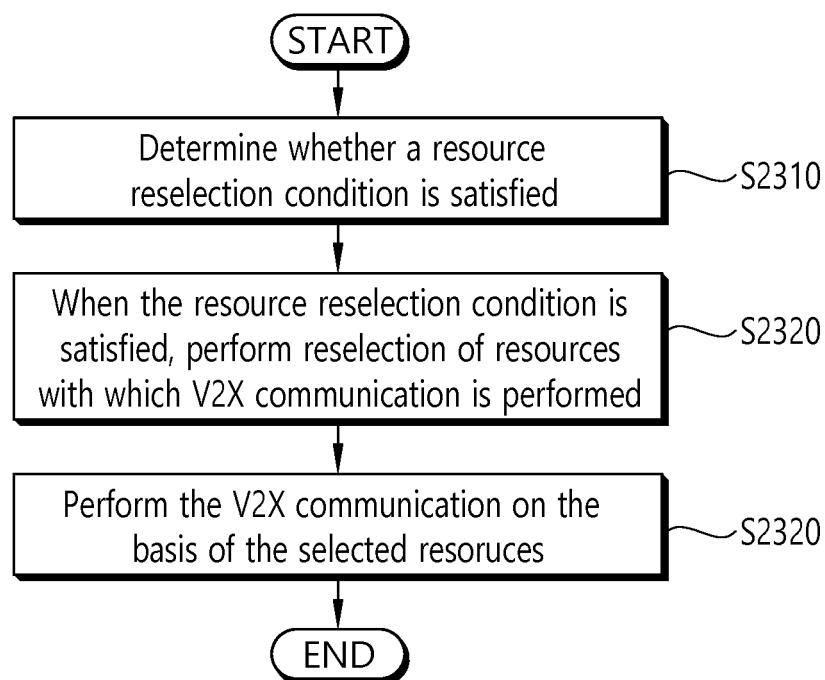 START
Determine whether a resource
reselection condition is satisfied
S2310
When the resource reselection condition is
satisfied, perform reselection of resources
with which V2X communication is performed
S2320
Perform the V2X communication on the
basis of the selected resoruces
S2320
END